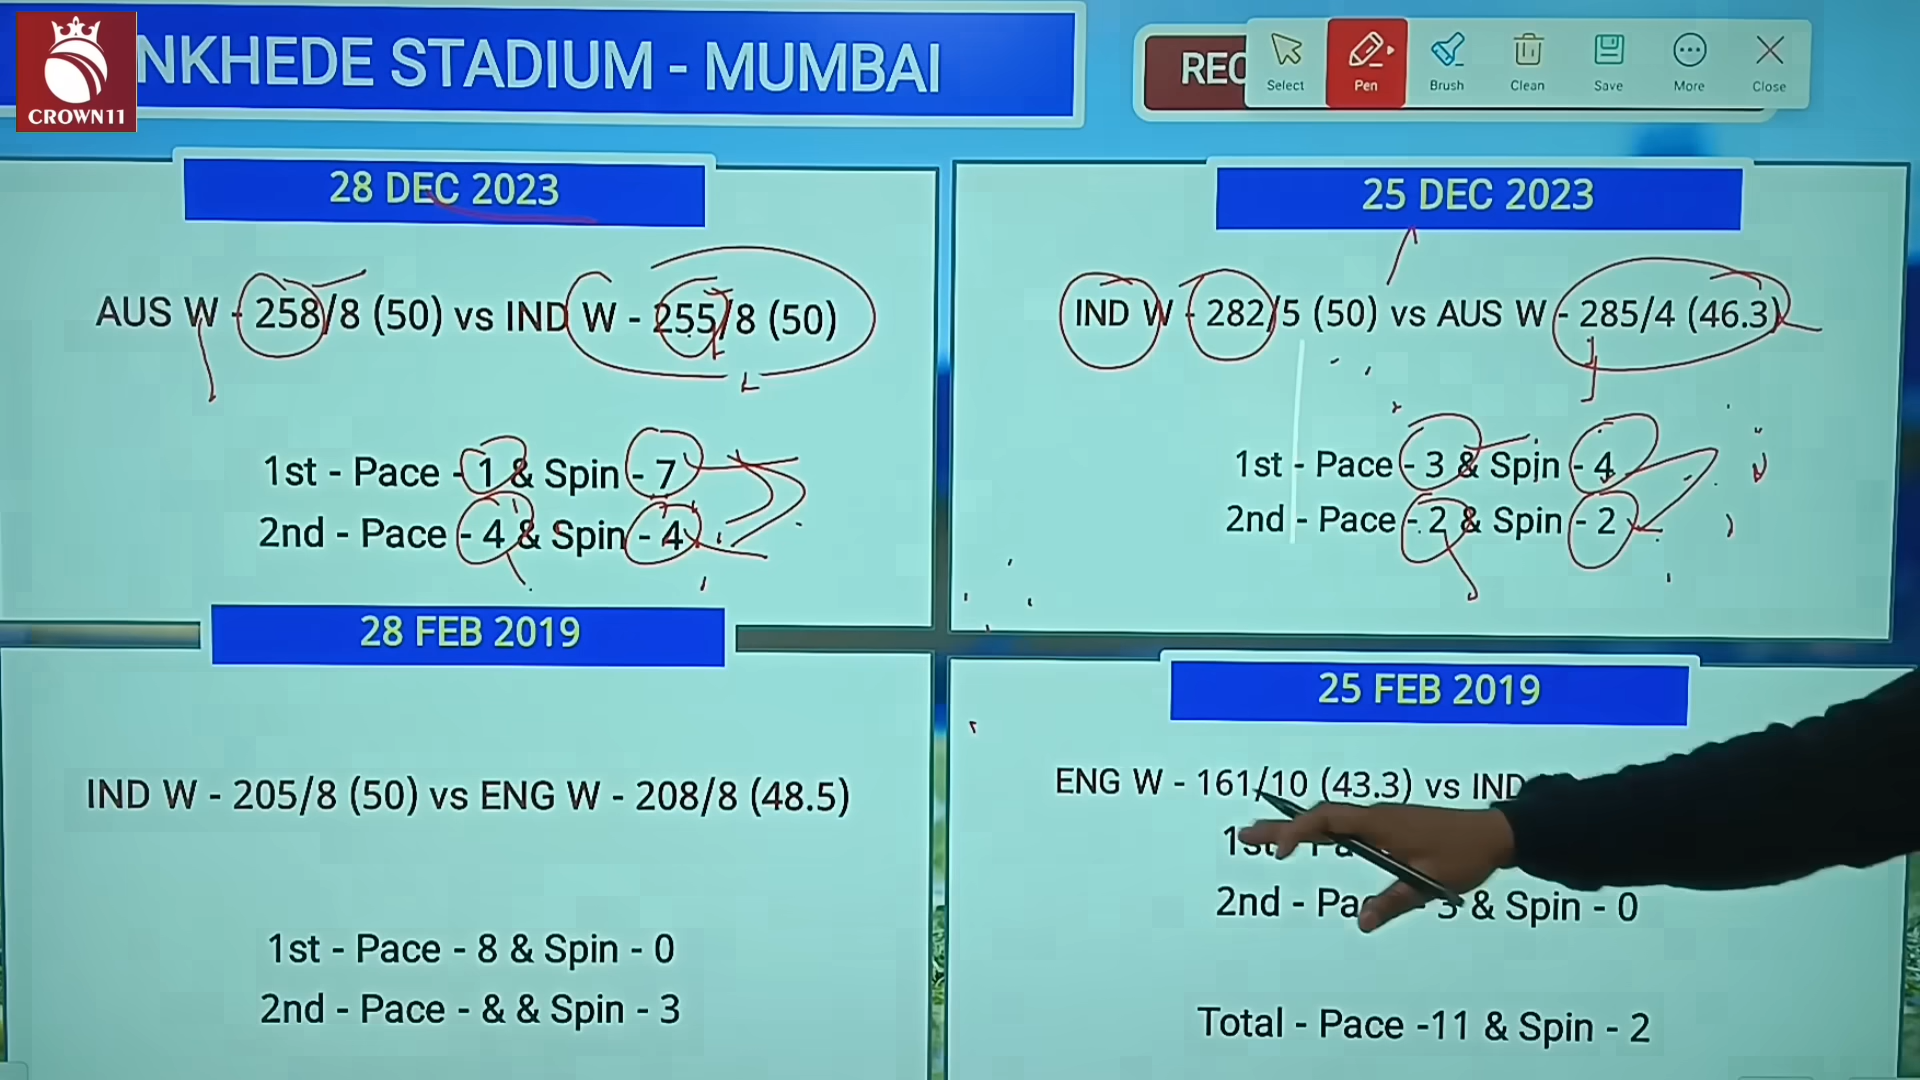 CROWN11
NKHEDE STADIUM - MUMBAI
REC
Select
Pen
Brush
Clean
Save
More
Close
28 DEC 2023
AUS W - 258/8 (50) vs IND W - 255/8 (50)
1st - Pace - 1 & Spin - 7
2nd - Pace - 4 & Spin - 4
25 DEC 2023
IND W - 282/5 (50) vs AUS W - 285/4 (46.3)
1st - Pace - 3 & Spin - 4
2nd - Pace - 2 & Spin - 2
28 FEB 2019
IND W - 205/8 (50) vs ENG W - 208/8 (48.5)
1st - Pace - 8 & Spin - 0
2nd - Pace - & & Spin - 3
25 FEB 2019
ENG W - 161/10 (43.3) vs IND
1st - Pa
2nd - Pace - 3 & Spin - 0
Total - Pace -11 & Spin - 2